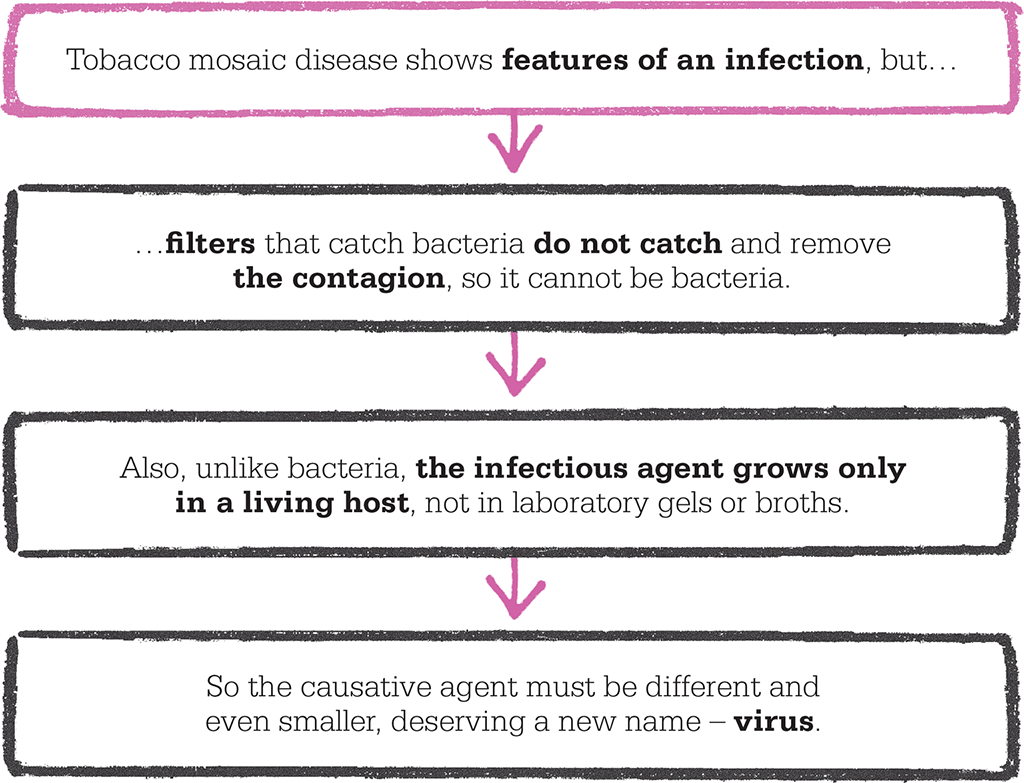 Tobacco mosaic disease shows features of an infection, but…
…filters that catch bacteria do not catch and remove
the contagion, so it cannot be bacteria.
Also, unlike bacteria, the infectious agent grows only
in a living host, not in laboratory gels or broths.
So the causative agent must be different and
even smaller, deserving a new name – virus.